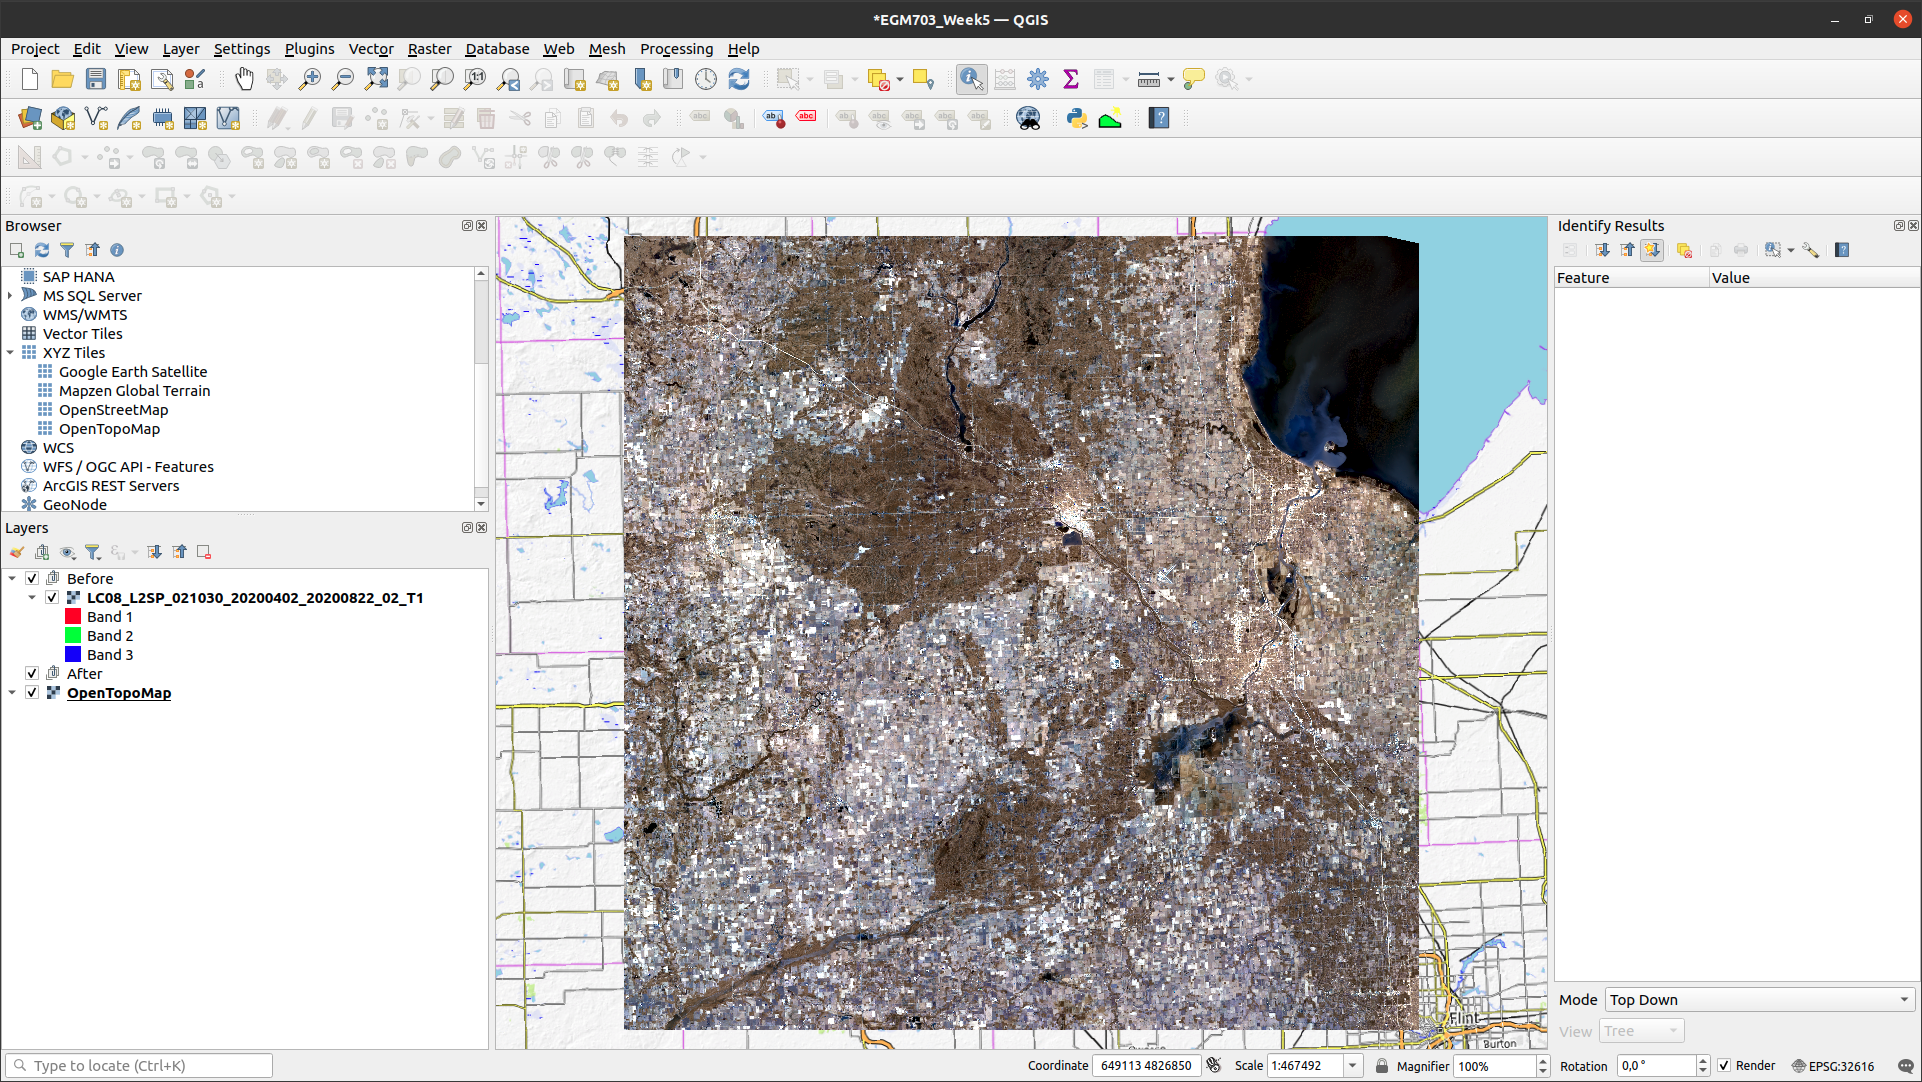 *EGM703_Week5 — QGIS
Project Edit View Layer Settings Plugins Vector Raster Database Web Mesh Processing Help
Browser
SAP HANA
MS SQL Server
WMS/WMTS
Vector Tiles
XYZ Tiles
Google Earth Satellite
Mapzen Global Terrain
OpenStreetMap
OpenTopoMap
WCS
WFS / OGC API - Features
ArcGIS REST Servers
GeoNode
Layers
Before
LC08_L2SP_021030_20200402_20200822_02_T1
Band 1
Band 2
Band 3
After
OpenTopoMap
Flint
Burton
Identify Results
Feature Value
Mode Top Down
View Tree
Type to locate (Ctrl+K)
Coordinate 649113 4826850 Scale 1:467492 Magnifier 100% Rotation 0,0 ° Render EPSG:32616